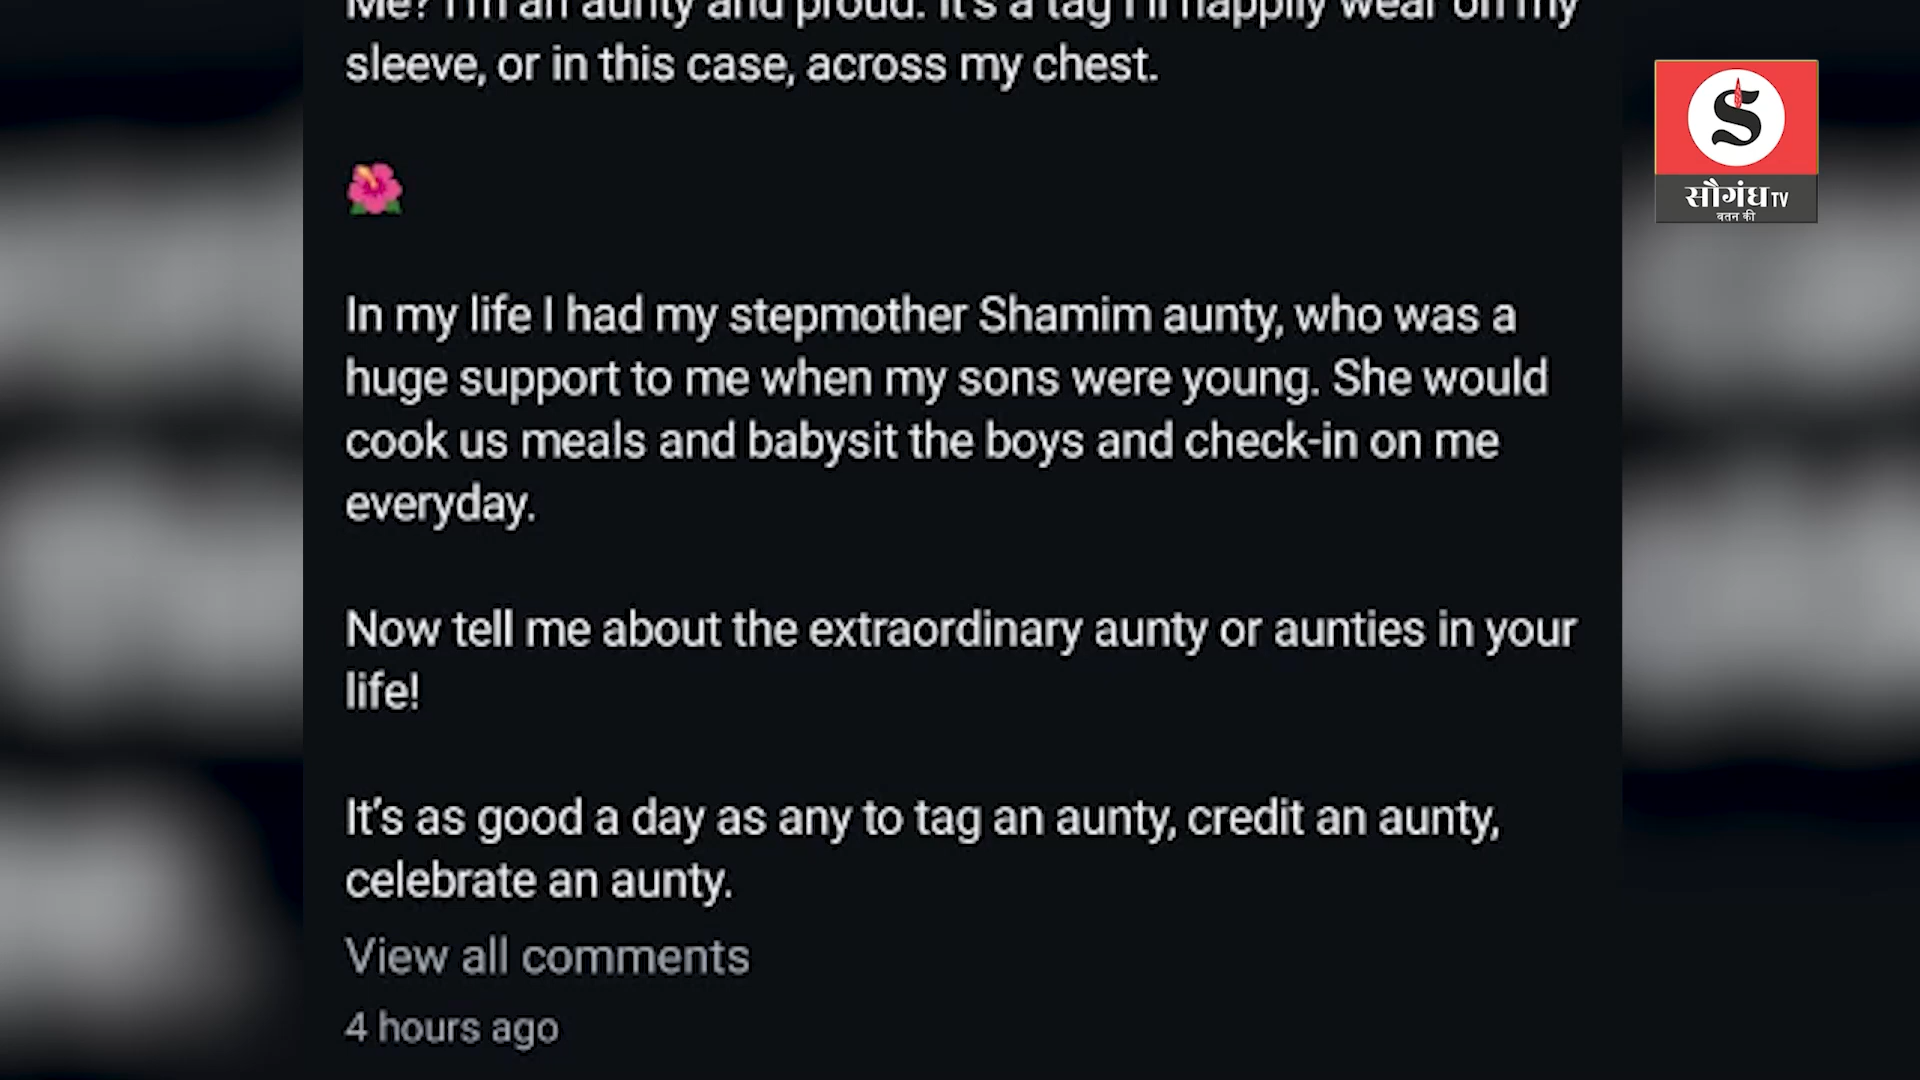 Me? I'm an aunty and proud. It's a tag I'll happily wear on my
sleeve, or in this case, across my chest.
In my life I had my stepmother Shamim aunty, who was a
huge support to me when my sons were young. She would
cook us meals and babysit the boys and check-in on me
everyday.
Now tell me about the extraordinary aunty or aunties in your
life!
It's as good a day as any to tag an aunty, credit an aunty,
celebrate an aunty.
View all comments
4 hours ago
S
सौगंध TV
वतन की